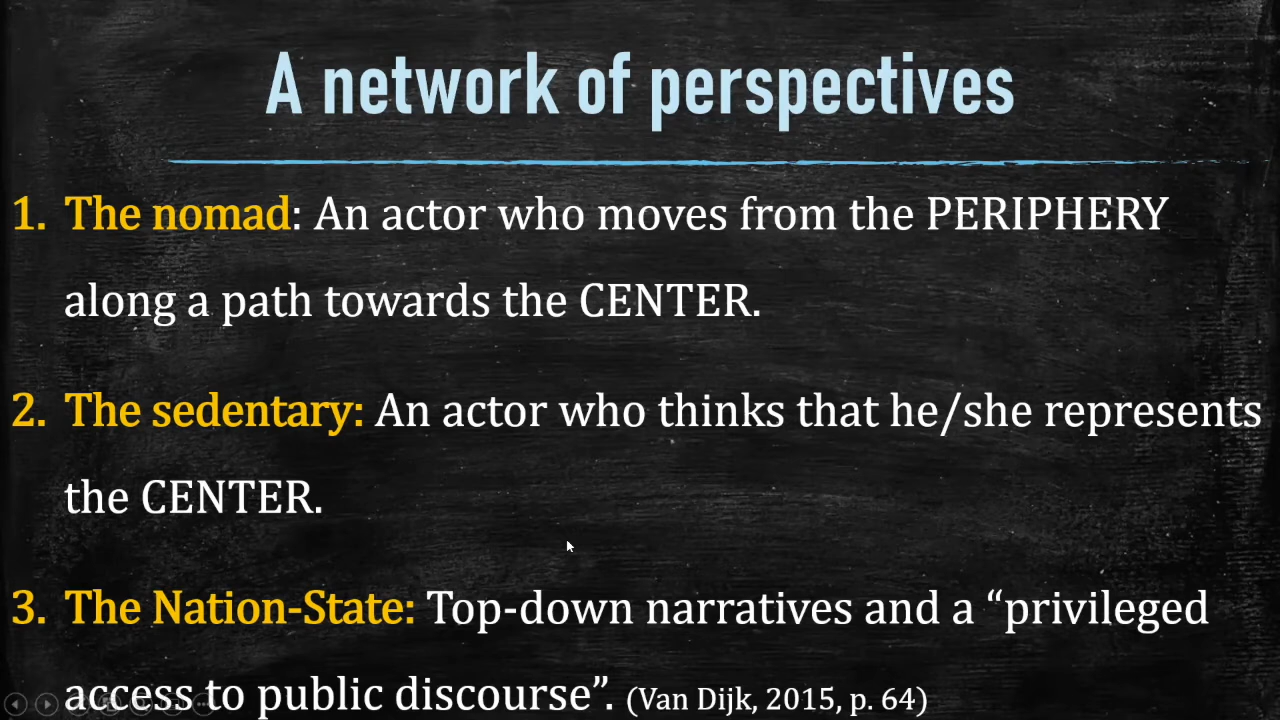 A network of perspectives
1. The nomad: An actor who moves from the PERIPHERY
along a path towards the CENTER.
2. The sedentary: An actor who thinks that he/she represents
the CENTER.
3. The Nation-State: Top-down narratives and a “privileged
access to public discourse”. (Van Dijk, 2015, p. 64)